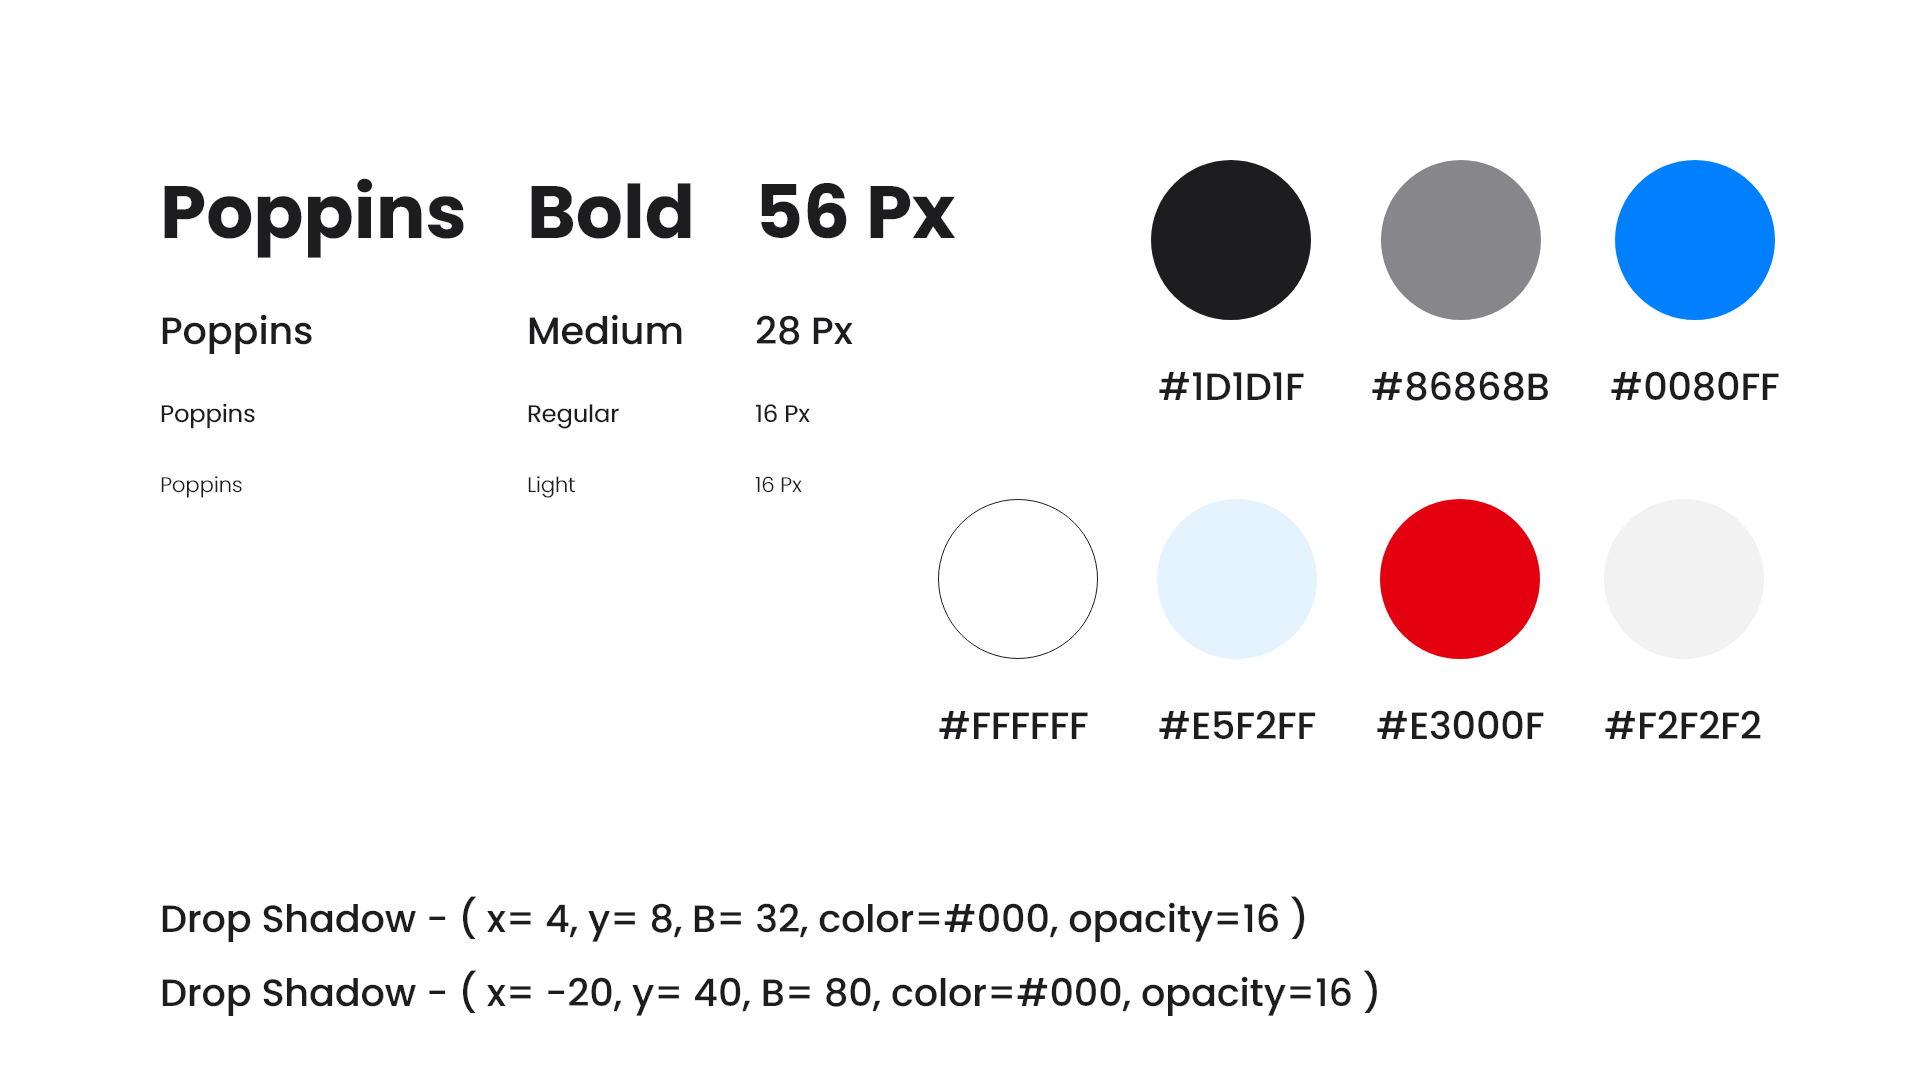 Poppins Bold 56 Px
Poppins Medium 28 Px
Poppins Regular 16 Px
Poppins Light 16 Px
#1D1D1F #86868B #0080FF
#FFFFFF #E5F2FF #E3000F #F2F2F2
Drop Shadow - ( x= 4, y= 8, B= 32, color=#000, opacity=16 )
Drop Shadow - ( x= -20, y= 40, B= 80, color=#000, opacity=16 )